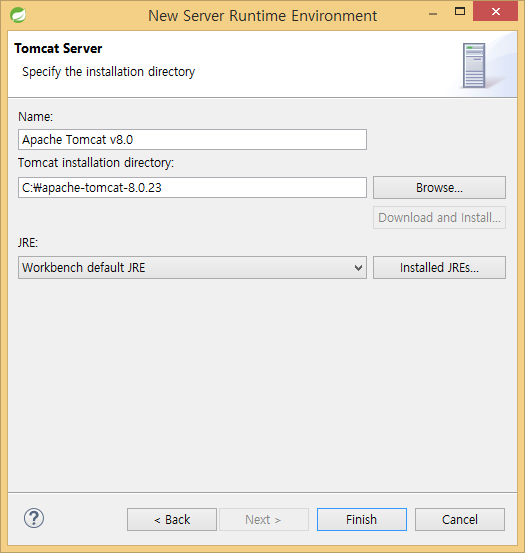 New Server Runtime Environment
Tomcat Server
Specify the installation directory
Name:
Apache Tomcat v8.0
Tomcat installation directory:
C:₩apache-tomcat-8.0.23
Browse...
Download and Install...
JRE:
Workbench default JRE
Installed JREs...
?
< Back
Next >
Finish
Cancel